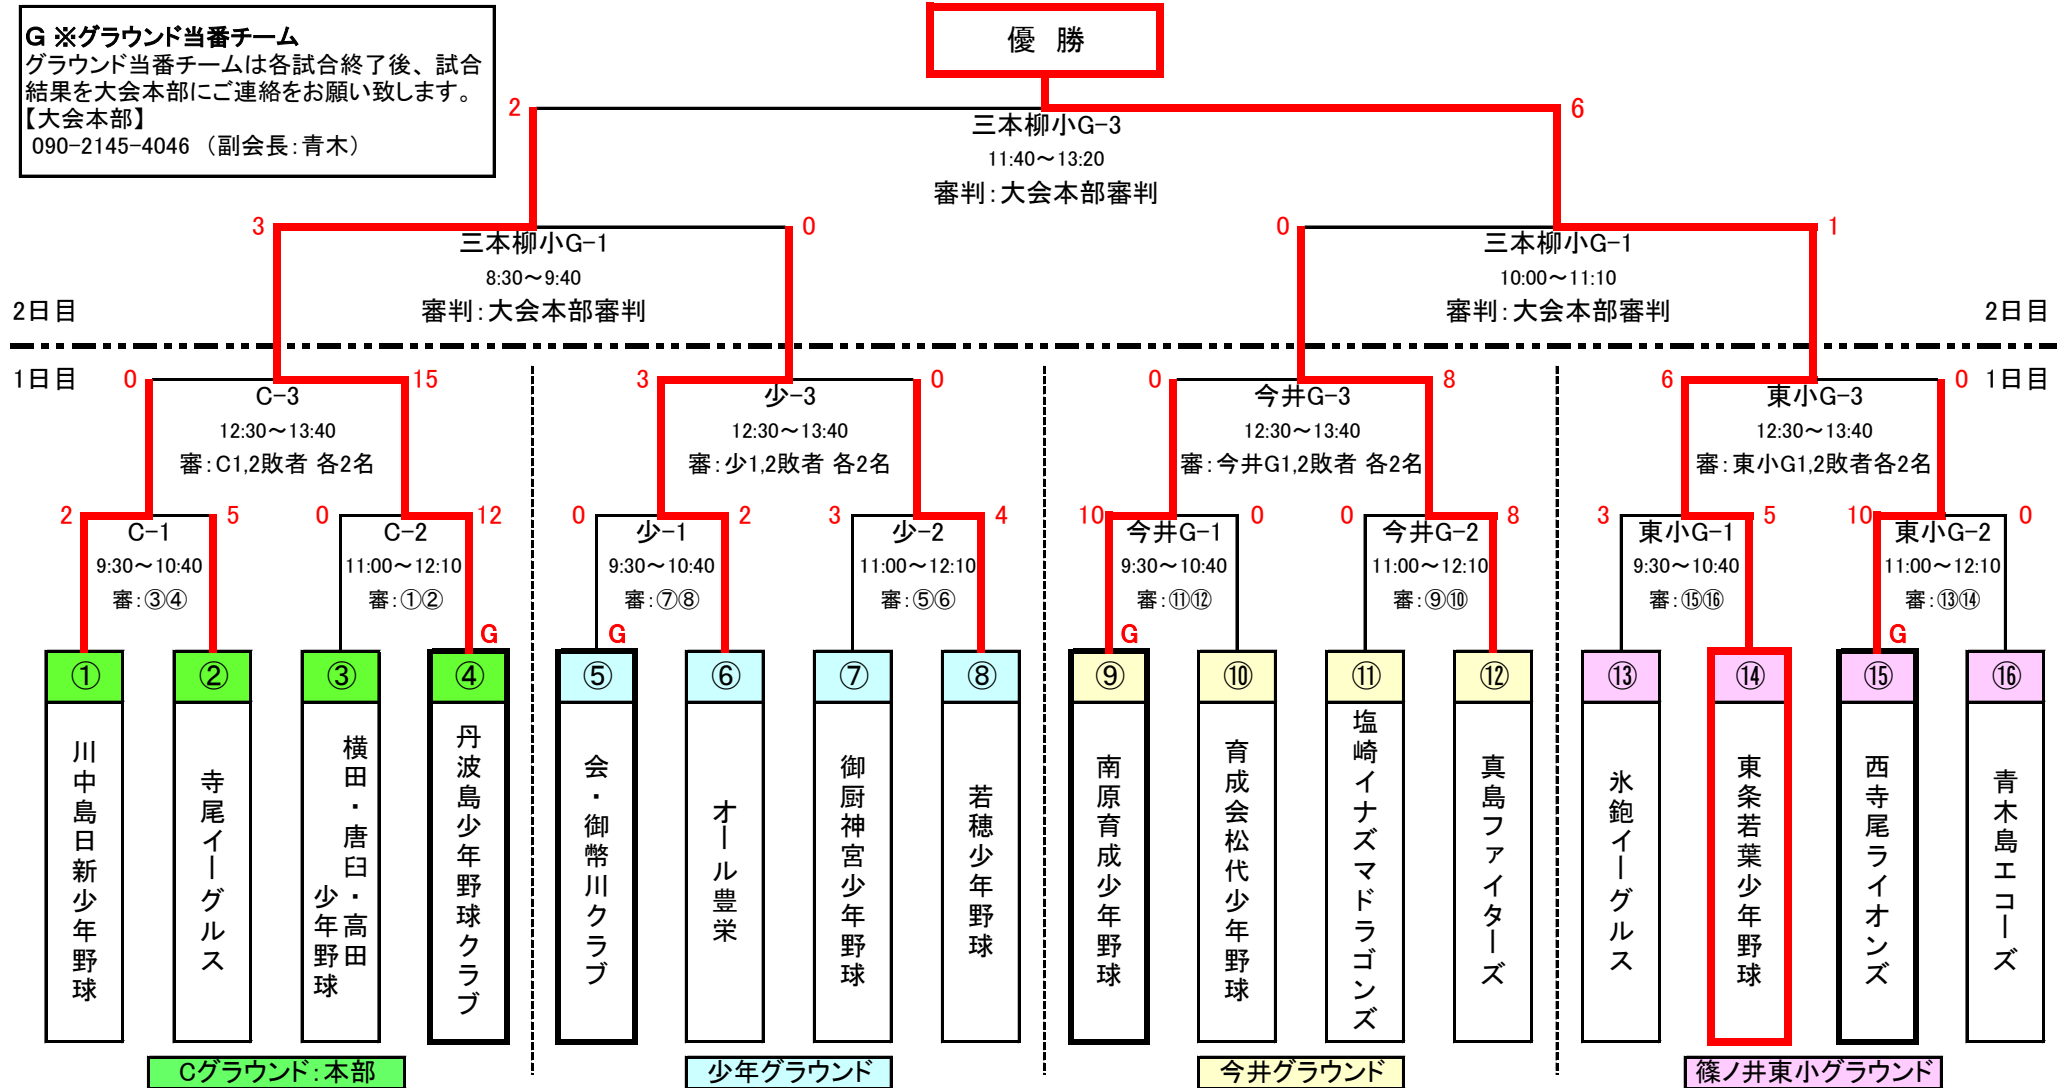 G ※グラウンド当番チーム
グラウンド当番チームは各試合終了後、試合
結果を大会本部にご連絡をお願い致します。
【大会本部】
090-2145-4046 (副会長:青木)
優 勝
2
6
三本柳小G-3
11:40~13:20
審判:大会本部審判
3
0
0
1
三本柳小G-1
8:30~9:40
審判:大会本部審判
三本柳小G-1
10:00~11:10
審判:大会本部審判
2日目
2日目
1日目
1日目
0
15
3
0
0
8
6
0
C-3
12:30~13:40
審:C1,2敗者 各2名
少-3
12:30~13:40
審:少1,2敗者 各2名
今井G-3
12:30~13:40
審:今井G1,2敗者 各2名
東小G-3
12:30~13:40
審:東小G1,2敗者各2名
2
5
0
12
0
2
3
4
10
0
0
8
3
5
10
0
C-1
9:30~10:40
審:③④
C-2
11:00~12:10
審:①②
少-1
9:30~10:40
審:⑦⑧
少-2
11:00~12:10
審:⑤⑥
今井G-1
9:30~10:40
審:⑪⑫
今井G-2
11:00~12:10
審:⑨⑩
東小G-1
9:30~10:40
審:⑮⑯
東小G-2
11:00~12:10
審:⑬⑭
G
G
G
G
①
川中島日新少年野球
②
寺尾イーグルス
③
横田・唐臼・高田
少年野球
④
丹波島少年野球クラブ
⑤
会・御幣川クラブ
⑥
オール豊栄
⑦
御厨神宮少年野球
⑧
若穂少年野球
⑨
南原育成少年野球
⑩
育成会松代少年野球
⑪
塩崎イナズマドラゴンズ
⑫
真島ファイターズ
⑬
氷鉋イーグルス
⑭
東条若葉少年野球
⑮
西寺尾ライオンズ
⑯
青木島エコーズ
Cグラウンド:本部
少年グラウンド
今井グラウンド
篠ノ井東小グラウンド